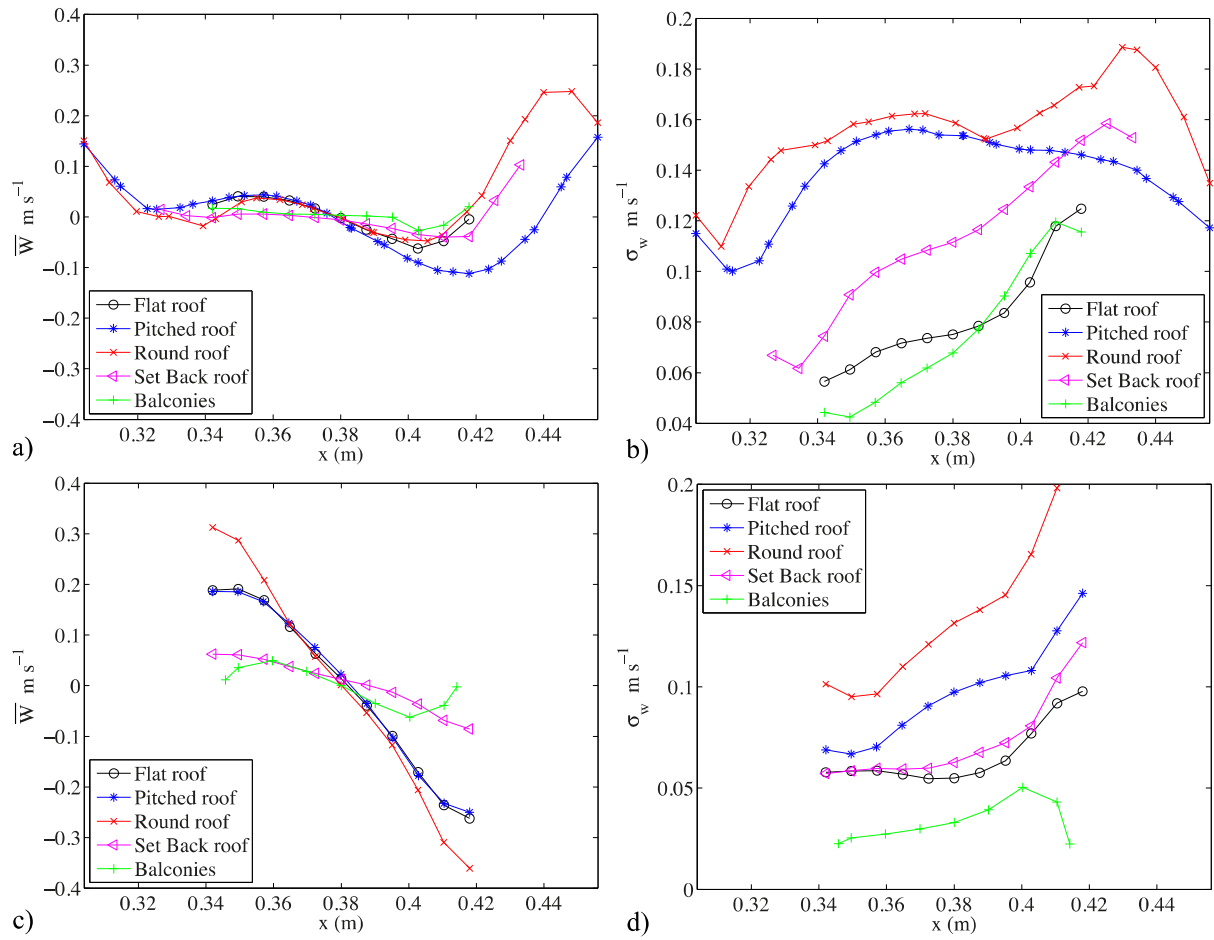 0.4
0.3
0.2
0.1
0
−0.1
−0.2
−0.3
−0.4
W̅ m s⁻¹
Flat roof
Pitched roof
Round roof
Set Back roof
Balconies
0.32 0.34 0.36 0.38 0.4 0.42 0.44
x (m)
a)
0.2
0.18
0.16
0.14
0.12
0.1
0.08
0.06
0.04
σw m s⁻¹
Flat roof
Pitched roof
Round roof
Set Back roof
Balconies
0.32 0.34 0.36 0.38 0.4 0.42 0.44
x (m)
b)
0.4
0.3
0.2
0.1
0
−0.1
−0.2
−0.3
−0.4
W̅ m s⁻¹
Flat roof
Pitched roof
Round roof
Set Back roof
Balconies
0.32 0.34 0.36 0.38 0.4 0.42 0.44
x (m)
c)
0.2
0.15
0.1
0.05
0
σw m s⁻¹
Flat roof
Pitched roof
Round roof
Set Back roof
Balconies
0.32 0.34 0.36 0.38 0.4 0.42 0.44
x (m)
d)